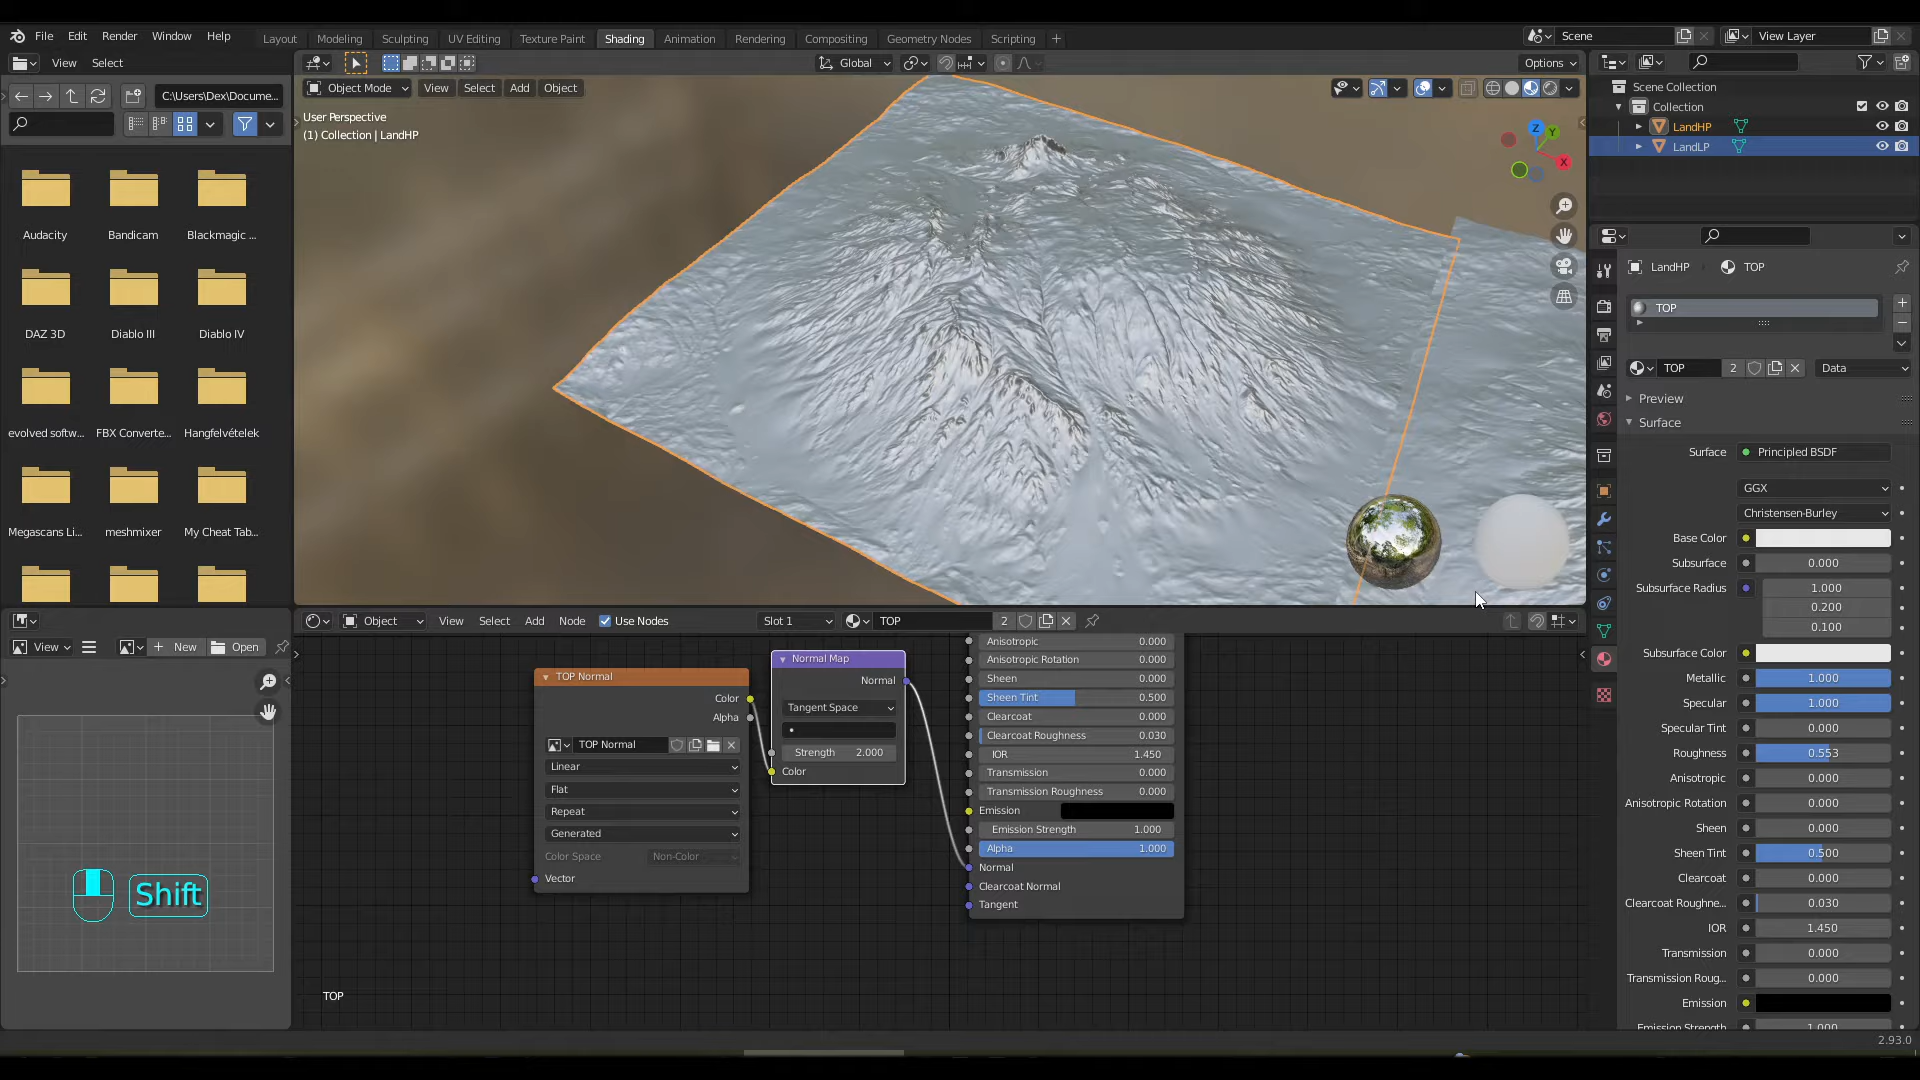 File Edit Render Window Help
Layout Modeling Sculpting UV Editing Texture Paint Shading Animation Rendering Compositing Geometry Nodes Scripting +
Scene
View Layer
View Select
Global
Options
C:\Users\Dex\Docume...
Object Mode View Select Add Object
User Perspective
(1) Collection | LandHP
Z
Y
X
Audacity Bandicam Blackmagic ...
DAZ 3D Diablo III Diablo IV
evolved softw... FBX Converte... Hangfelvételek
Megascans Li... meshmixer My Cheat Tab...
View
New
Open
Shift
Object View Select Add Node Use Nodes Slot 1 TOP 2
TOP Normal
Color
Alpha
TOP Normal
Linear
Flat
Repeat
Generated
Color Space Non-Color
Vector
Normal Map
Normal
Tangent Space
Strength 2.000
Color
Anisotropic 0.000
Anisotropic Rotation 0.000
Sheen 0.000
Sheen Tint 0.500
Clearcoat 0.000
Clearcoat Roughness 0.030
IOR 1.450
Transmission 0.000
Transmission Roughness 0.000
Emission
Emission Strength 1.000
Alpha 1.000
Normal
Clearcoat Normal
Tangent
TOP
Scene Collection
Collection
LandHP
LandLP
LandHP TOP
TOP
TOP 2 Data
Preview
Surface
Surface Principled BSDF
GGX
Christensen-Burley
Base Color
Subsurface 0.000
Subsurface Radius 1.000
0.200
0.100
Subsurface Color
Metallic 1.000
Specular 1.000
Specular Tint 0.000
Roughness 0.553
Anisotropic 0.000
Anisotropic Rotation 0.000
Sheen 0.000
Sheen Tint 0.500
Clearcoat 0.000
Clearcoat Roughne... 0.030
IOR 1.450
Transmission 0.000
Transmission Roug... 0.000
Emission
Emission Strength 1.000
2.93.0